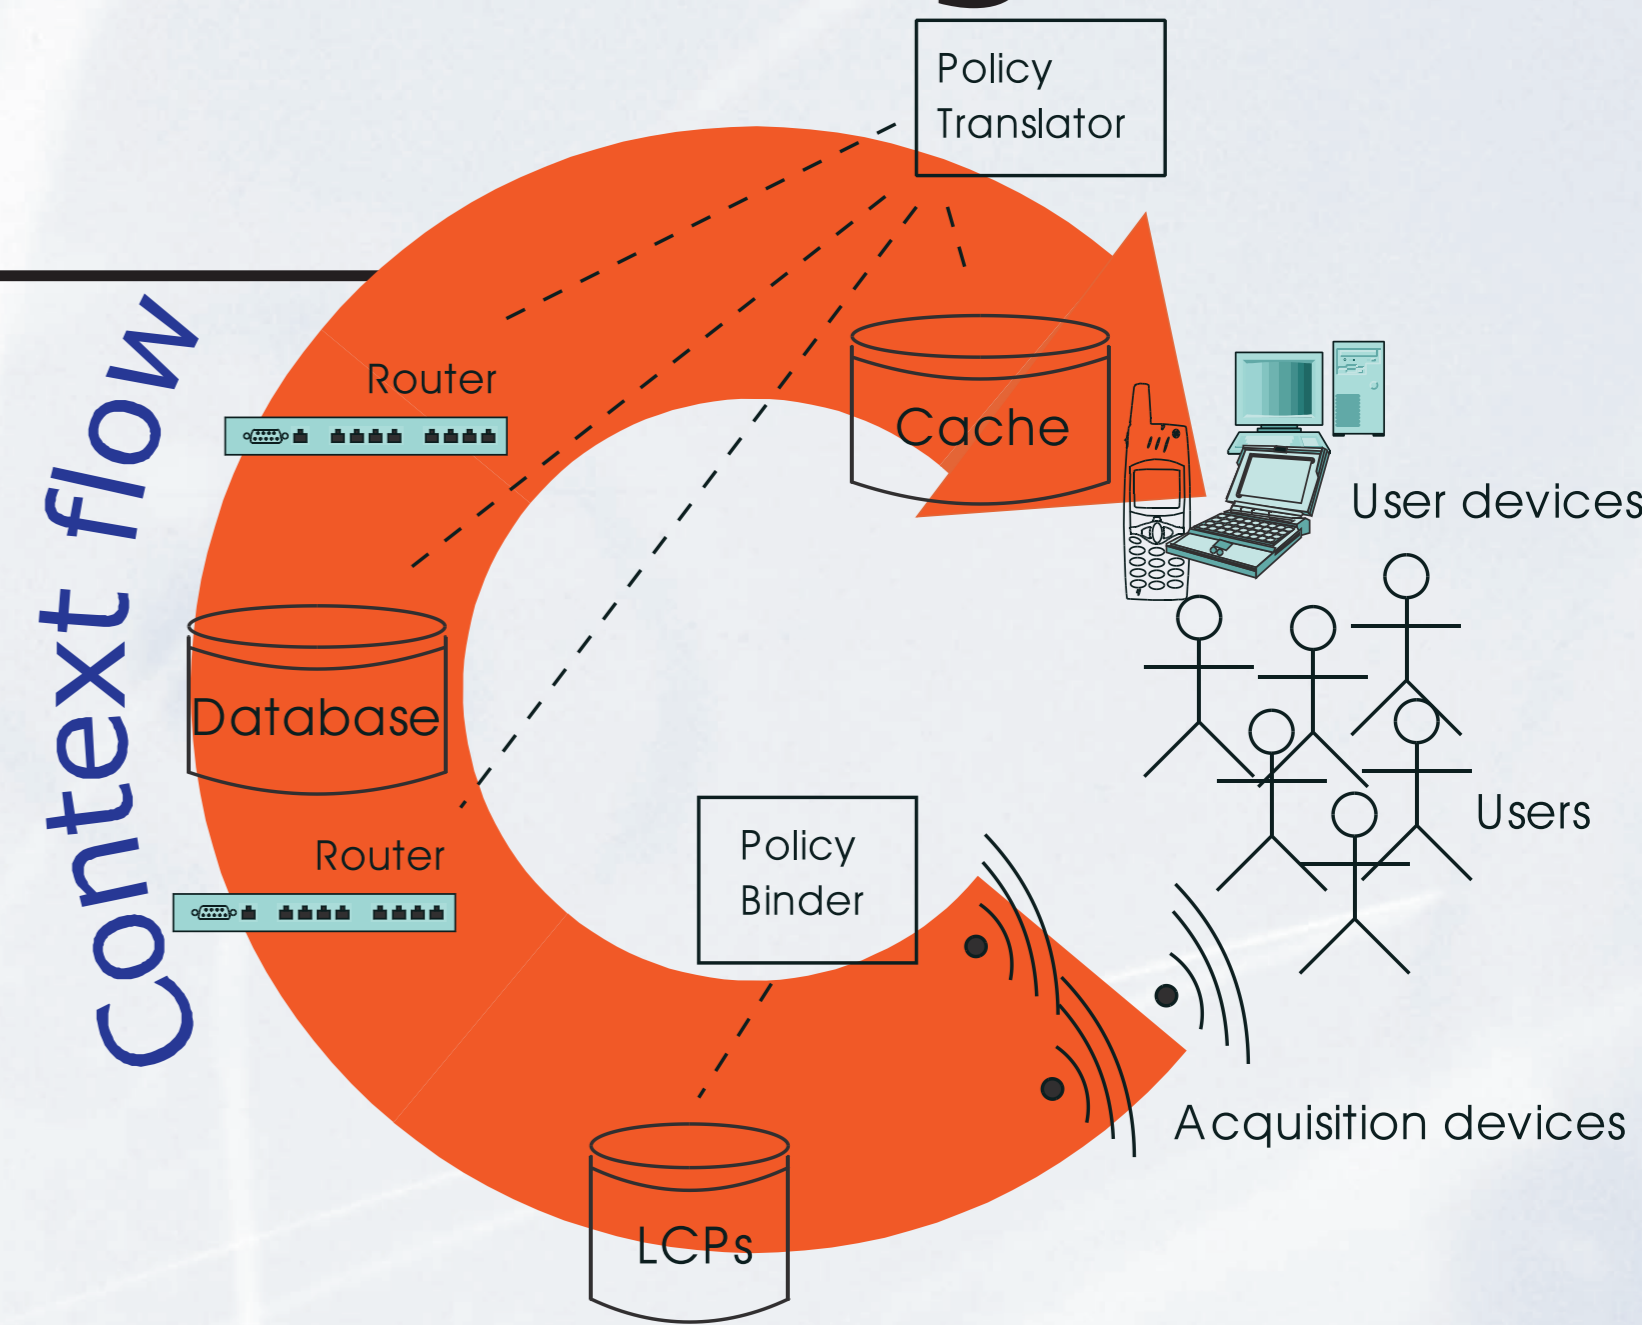 Policy
Translator
Context flow
Router
Cache
User devices
Database
Users
Router
Policy
Binder
Acquisition devices
LCPs